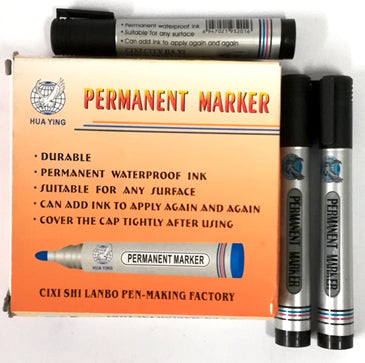 • Permanent waterproof ink
• Suitable for any surface
• Can add ink to apply again and again
HUA YING
PERMANENT MARKER
• DURABLE
• PERMANENT WATERPROOF INK
• SUITABLE FOR ANY SURFACE
• CAN ADD INK TO APPLY AGAIN AND AGAIN
• COVER THE CAP TIGHTLY AFTER USING
HUA YING
PERMANENT MARKER
CIXI SHI LANBO PEN-MAKING FACTORY
PERMANENT MARKER
PERMANENT MARKER